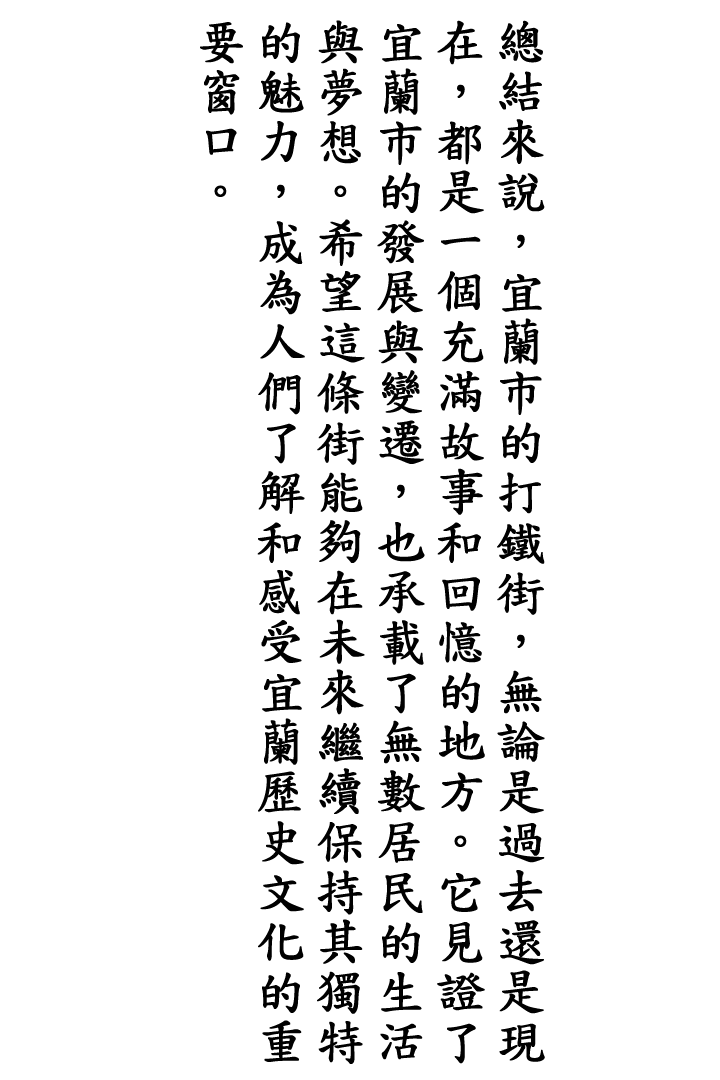 總結來說，宜蘭市的打鐵街，無論是過去還是現
在，都是一個充滿故事和回憶的地方。它見證了
宜蘭市的發展與變遷，也承載了無數居民的生活
與夢想。希望這條街能夠在未來繼續保持其獨特
的魅力，成為人們了解和感受宜蘭歷史文化的重
要窗口。